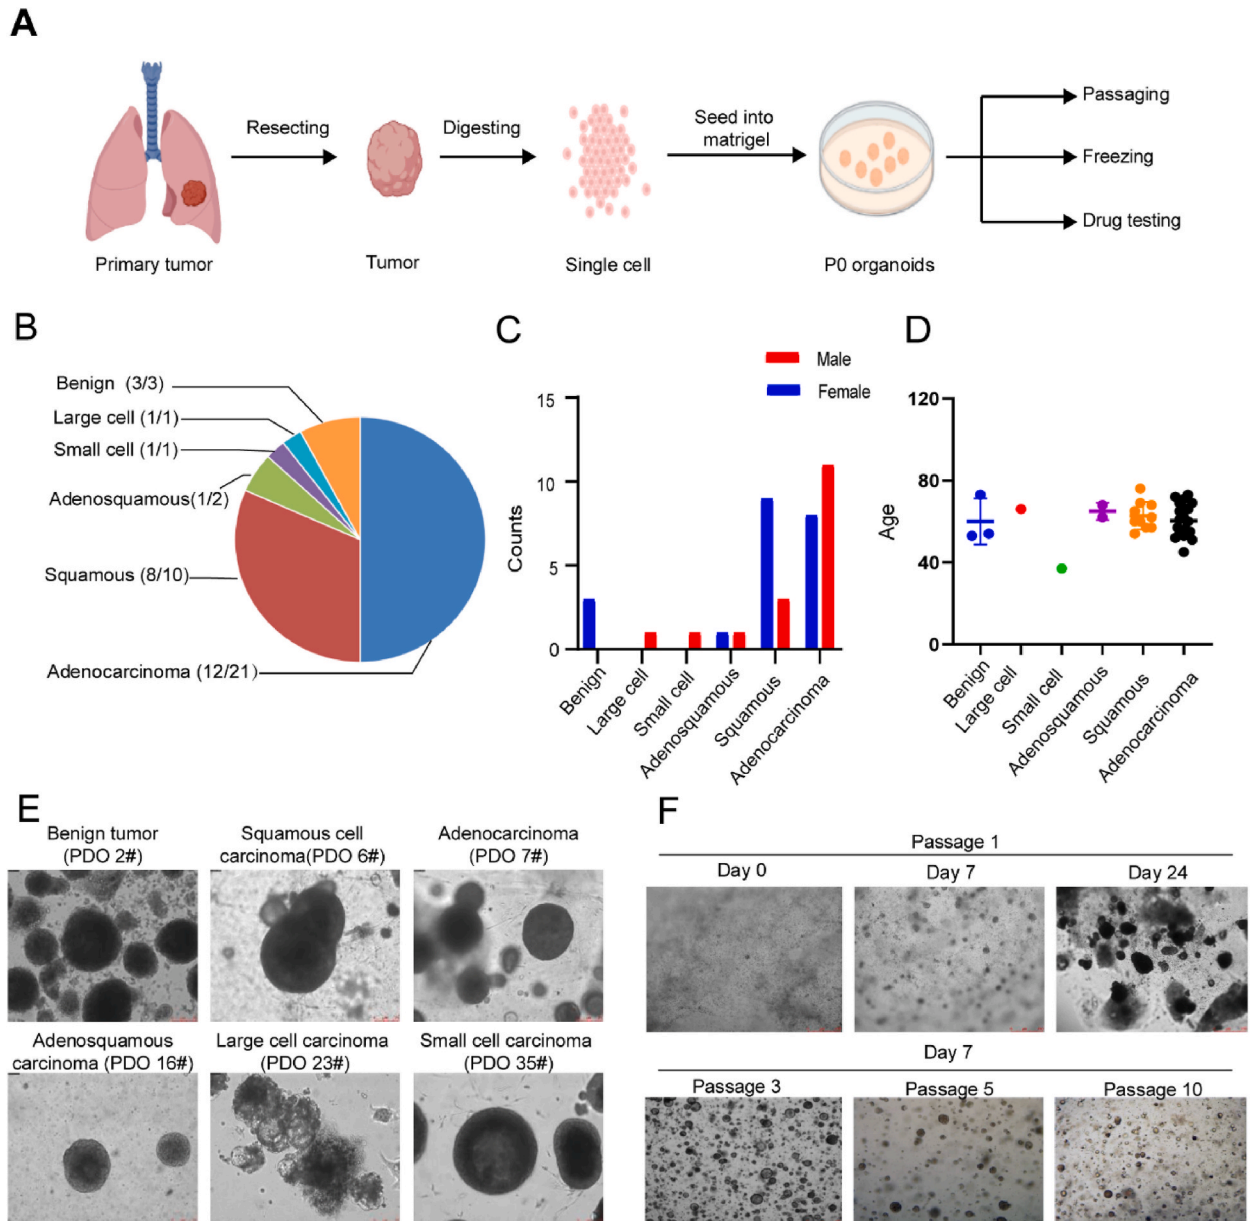 A
Resecting
Digesting
Seed into
matrigel
Passaging
Freezing
Drug testing
Primary tumor
Tumor
Single cell
P0 organoids
B
Benign (3/3)
Large cell (1/1)
Small cell (1/1)
Adenosquamous(1/2)
Squamous (8/10)
Adenocarcinoma (12/21)
C
Male
Female
15
10
5
0
Counts
Benign
Large cell
Small cell
Adenosquamous
Squamous
Adenocarcinoma
D
120
80
40
0
Age
Benign
Large cell
Small cell
Adenosquamous
Squamous
Adenocarcinoma
E
Benign tumor
(PDO 2#)
Squamous cell
carcinoma(PDO 6#)
Adenocarcinoma
(PDO 7#)
Adenosquamous
carcinoma (PDO 16#)
Large cell carcinoma
(PDO 23#)
Small cell carcinoma
(PDO 35#)
F
Passage 1
Day 0
Day 7
Day 24
Day 7
Passage 3
Passage 5
Passage 10